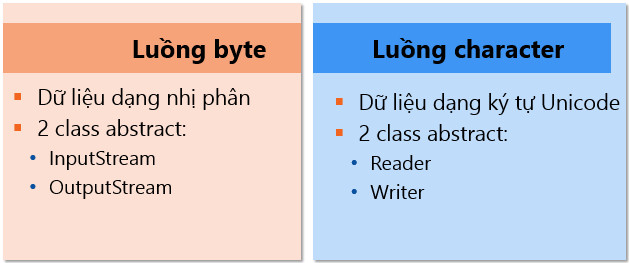 Luồng byte
Dữ liệu dạng nhị phân
2 class abstract:
InputStream
OutputStream
Luồng character
Dữ liệu dạng ký tự Unicode
2 class abstract:
Reader
Writer